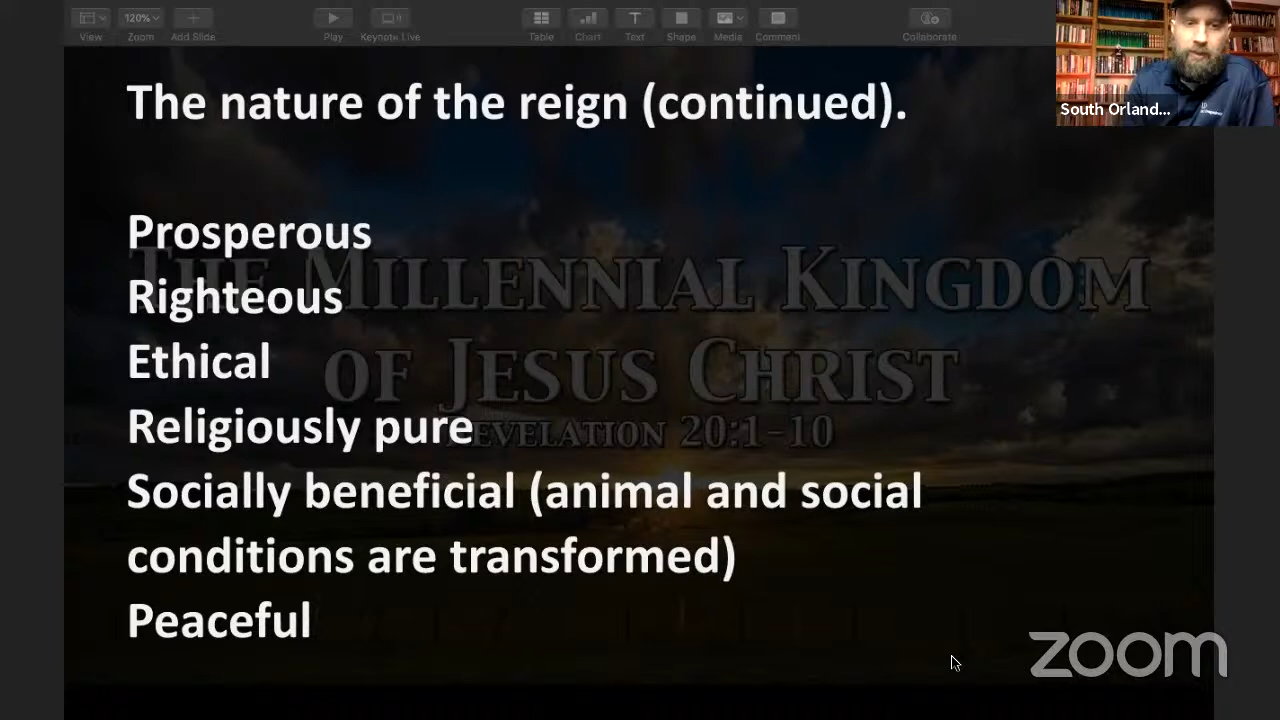 View
120%
Zoom
Add Slide
Play
Keynote Live
Table
Chart
Text
Shape
Media
Comment
Collaborate
South Orland...
The nature of the reign (continued).
Prosperous
The Millennial Kingdom
Righteous
Ethical
of Jesus Christ
Religiously pure
Revelation 20:1-10
Socially beneficial (animal and social
conditions are transformed)
Peaceful
zoom